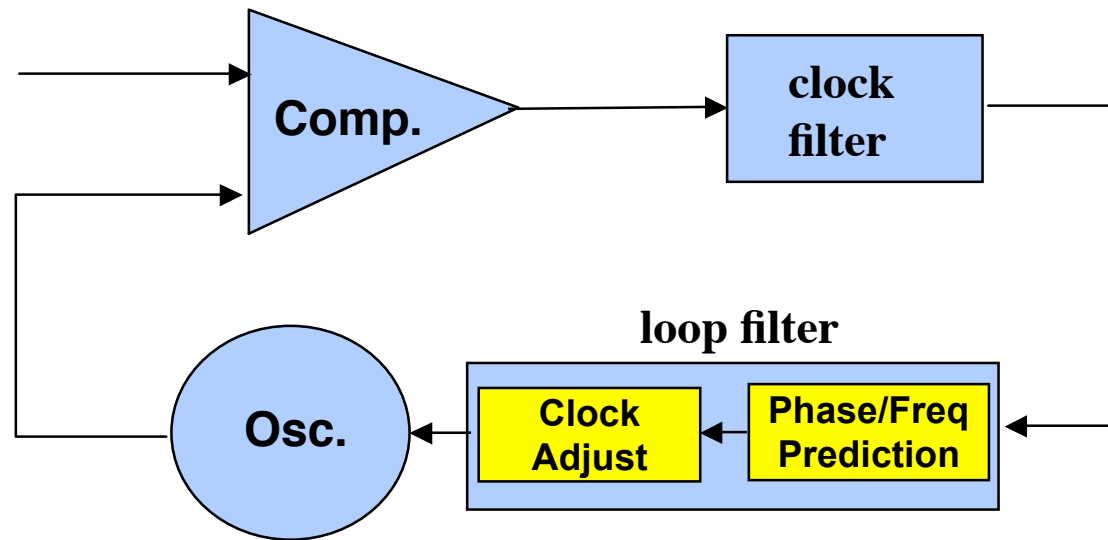 Comp.
clock
filter
loop filter
Osc.
Clock
Adjust
Phase/Freq
Prediction